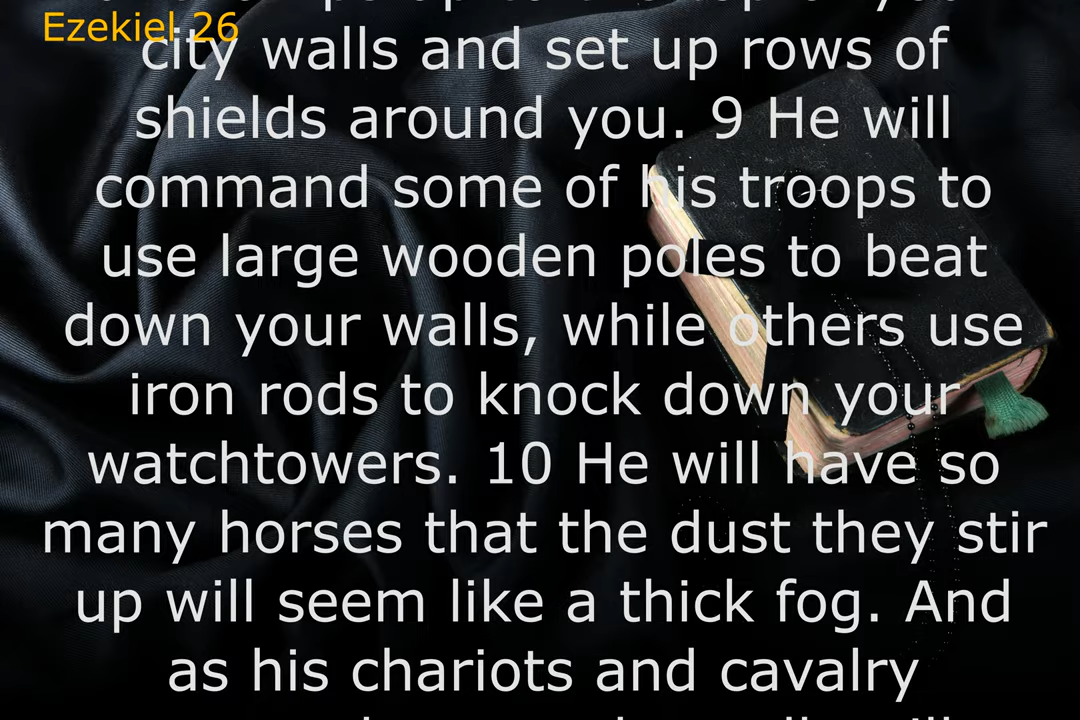 Ezekiel 26
city walls and set up rows of
shields around you. 9 He will
command some of his troops to
use large wooden poles to beat
down your walls, while others use
iron rods to knock down your
watchtowers. 10 He will have so
many horses that the dust they stir
up will seem like a thick fog. And
as his chariots and cavalry